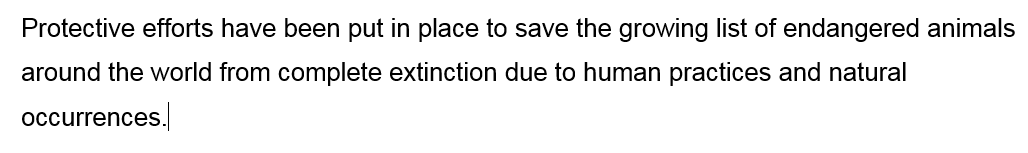 Protective efforts have been put in place to save the growing list of endangered animals
around the world from complete extinction due to human practices and natural
occurrences.